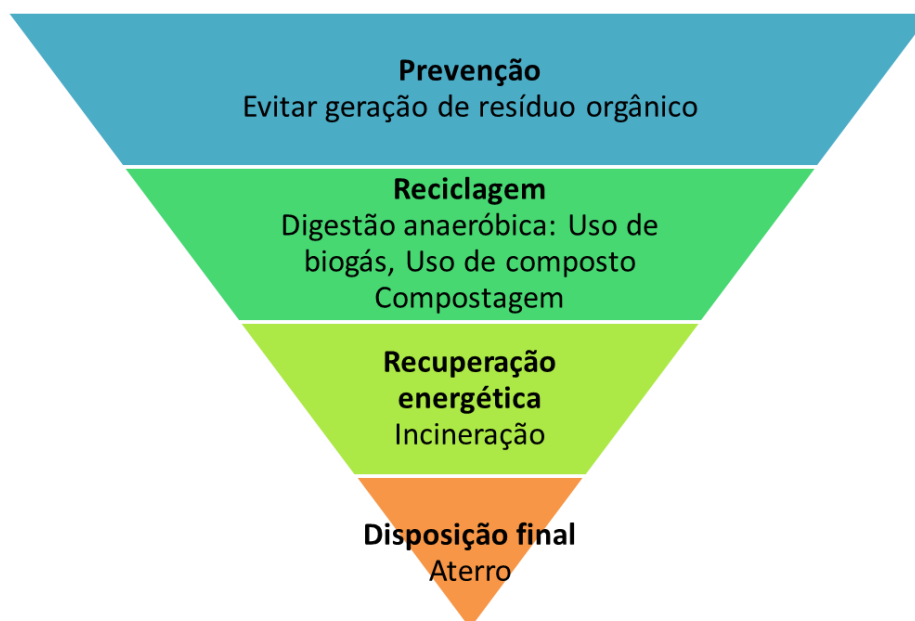 Prevenção
Evitar geração de resíduo orgânico
Reciclagem
Digestão anaeróbica: Uso de
biogás, Uso de composto
Compostagem
Recuperação
energética
Incineração
Disposição final
Aterro